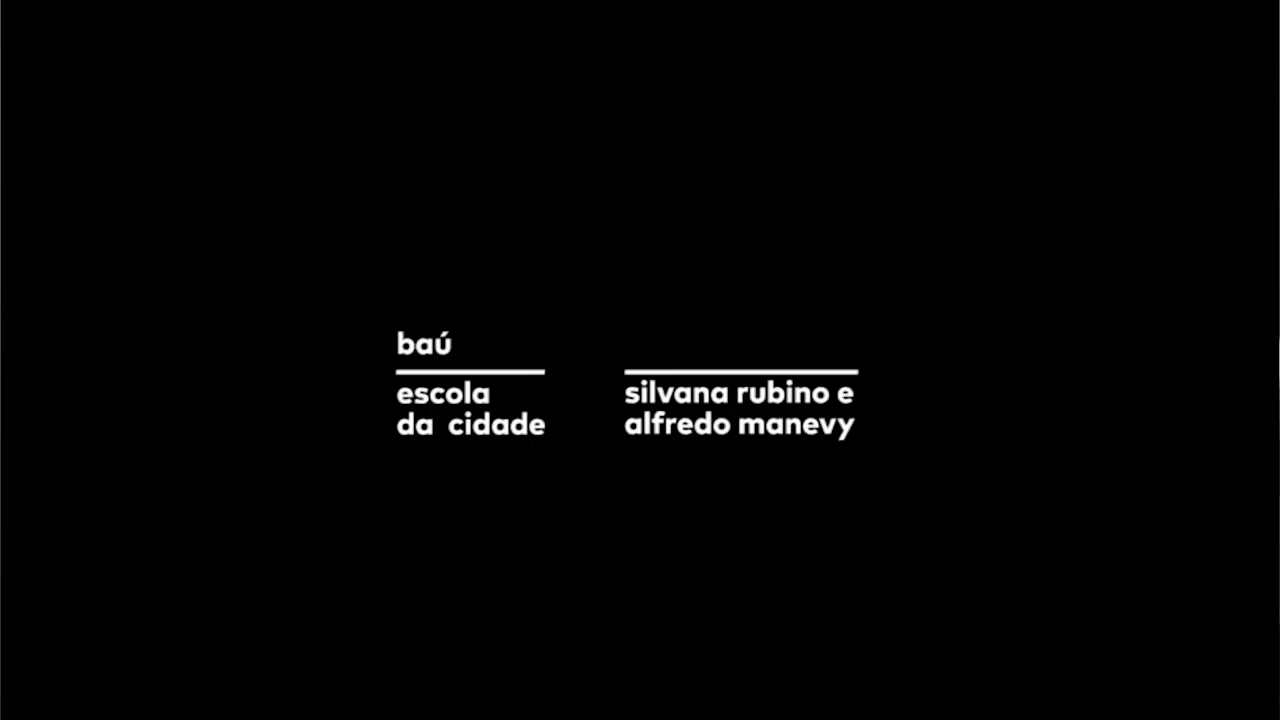 baú
escola
da cidade
silvana rubino e
alfredo manevy